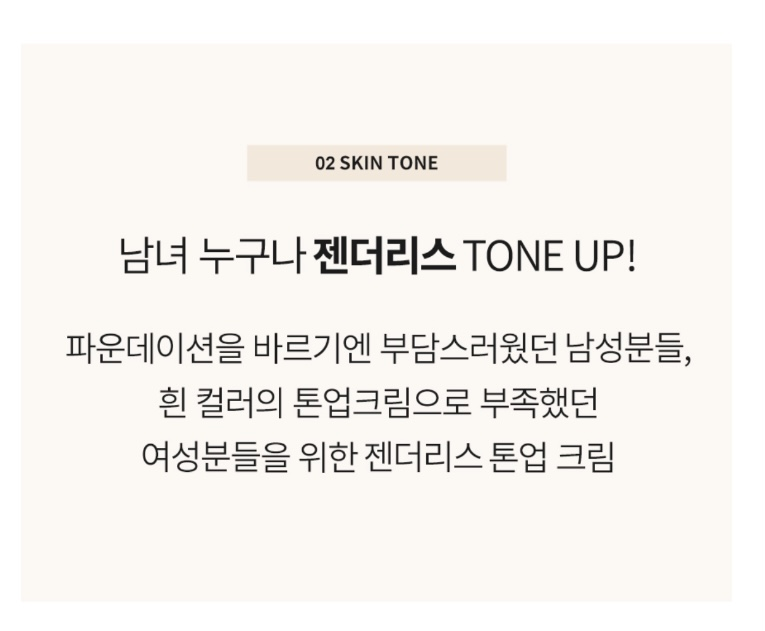 02 SKIN TONE
남녀 누구나 젠더리스 TONE UP!
파운데이션을 바르기엔 부담스러웠던 남성분들,
흰 컬러의 톤업크림으로 부족했던
여성분들을 위한 젠더리스 톤업 크림